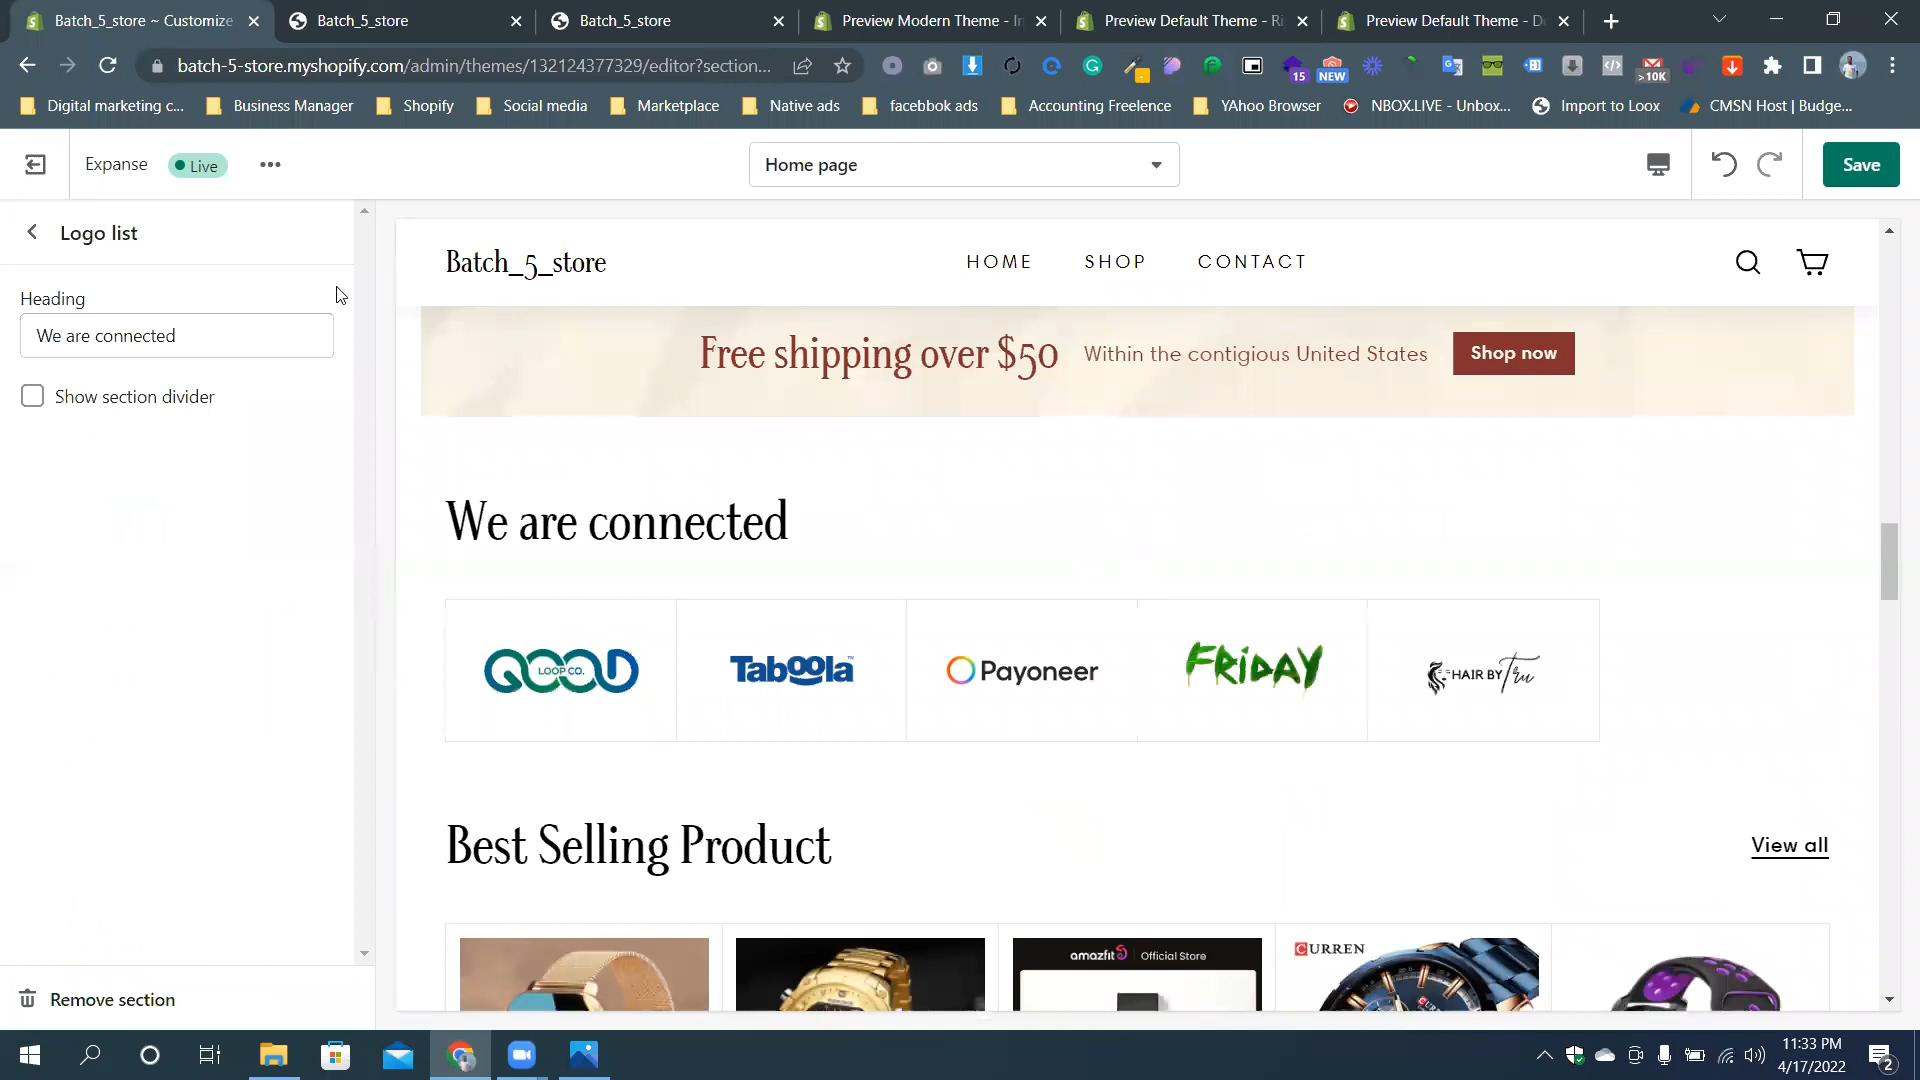 Batch_5_store ~ Customize
Batch_5_store
Batch_5_store
Preview Modern Theme - In
Preview Default Theme - Ri
Preview Default Theme - D
batch-5-store.myshopify.com/admin/themes/132124377329/editor?section...
15
NEW
>10K
Digital marketing c...
Business Manager
Shopify
Social media
Marketplace
Native ads
facebbok ads
Accounting Freelence
YAhoo Browser
NBOX.LIVE - Unbox...
Import to Loox
CMSN Host | Budge...
Expanse
Live
Home page
Save
Logo list
Heading
We are connected
Show section divider
Remove section
Batch_5_store
HOME
SHOP
CONTACT
Free shipping over $50
Within the contigious United States
Shop now
We are connected
GOOD
LOOP CO.
Taboola
Payoneer
FRiDAY
HAIR BY Tru
Best Selling Product
View all
amazfit
Official Store
CURREN
11:33 PM
4/17/2022
2